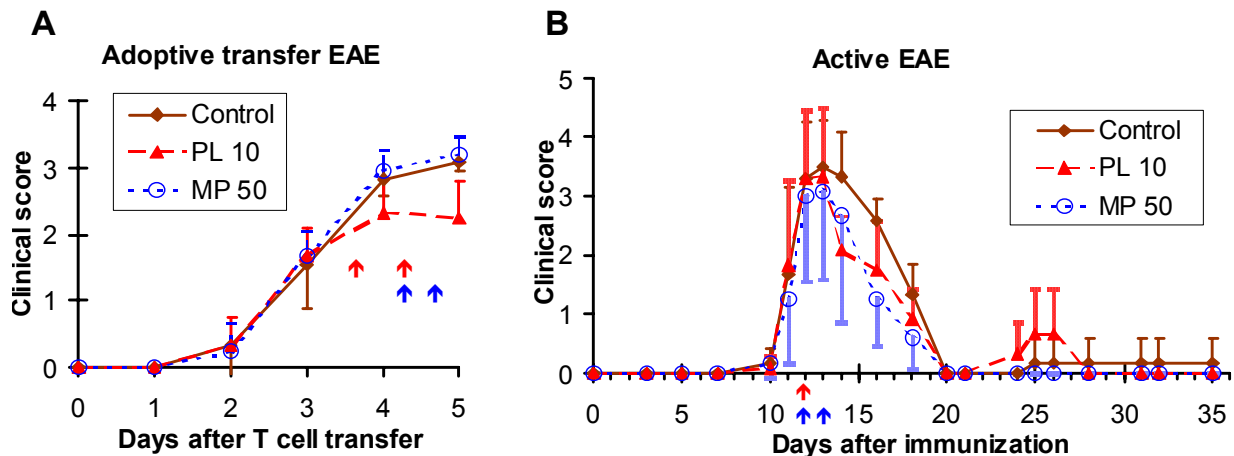 A
Adoptive transfer EAE
Clinical score
4
3
2
1
0
Control
PL 10
MP 50
0 1 2 3 4 5
Days after T cell transfer
B
Active EAE
Clinical score
5
4
3
2
1
0
Control
PL 10
MP 50
0 5 10 15 20 25 30 35
Days after immunization